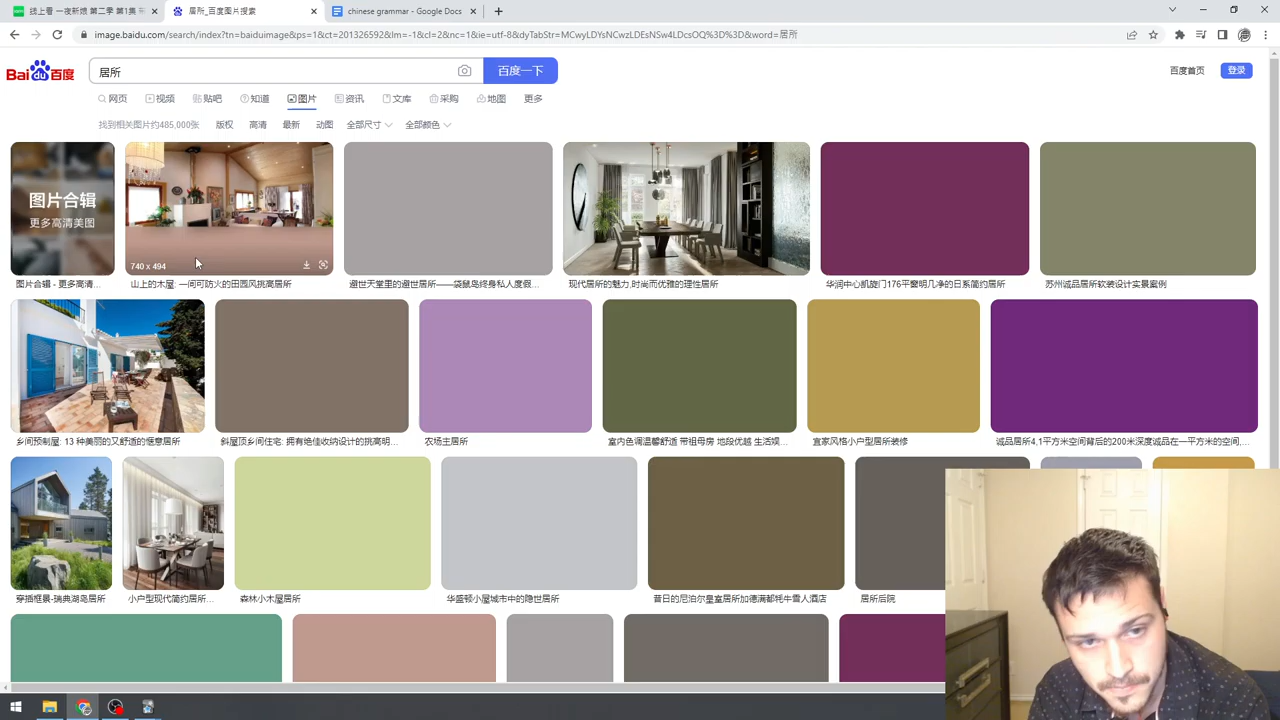 线上看 一夜新娘 第二季 第1集
居所_百度图片搜索
chinese grammar - Google Docs
image.baidu.com/search/index?tn=baiduimage&ps=1&ct=201326592&lm=-1&cl=2&nc=1&ie=utf-8&dyTabStr=MCwyLDYsNCwzLDEsNSw4LDcsOQ%3D%3D&word=居所
Baidu百度
居所
百度一下
百度首页
登录
网页 视频 贴吧 知道 图片 资讯 文库 采购 地图 更多
找到相关图片约485,000张 版权 高清 最新 动图 全部尺寸 全部颜色
图片合辑
更多高清美图
740 x 494
图片合辑 - 更多高清...
山上的木屋: 一间可防火的田园风挑高居所
避世天堂里的避世居所——袋鼠岛终身私人度假...
现代居所的魅力,时尚而优雅的理性居所
华润中心凯旋门176平窗明几净的日系简约居所
苏州诚品居所软装设计实景案例
乡间预制屋: 13 种美丽的又舒适的惬意居所
斜屋顶乡间住宅: 拥有绝佳收纳设计的挑高明...
农场主居所
室内色调温馨舒适 带祖母房 地段优越 生活娱...
宜家风格小户型居所装修
诚品居所4.1平方米空间背后的200米深度诚品在一平方米的空间,...
穿插框景-瑞典湖岛居所
小户型现代简约居所...
森林小木屋居所
华盛顿小屋城市中的隐世居所
昔日的尼泊尔皇室居所加德满都牦牛雪人酒店
居所后院